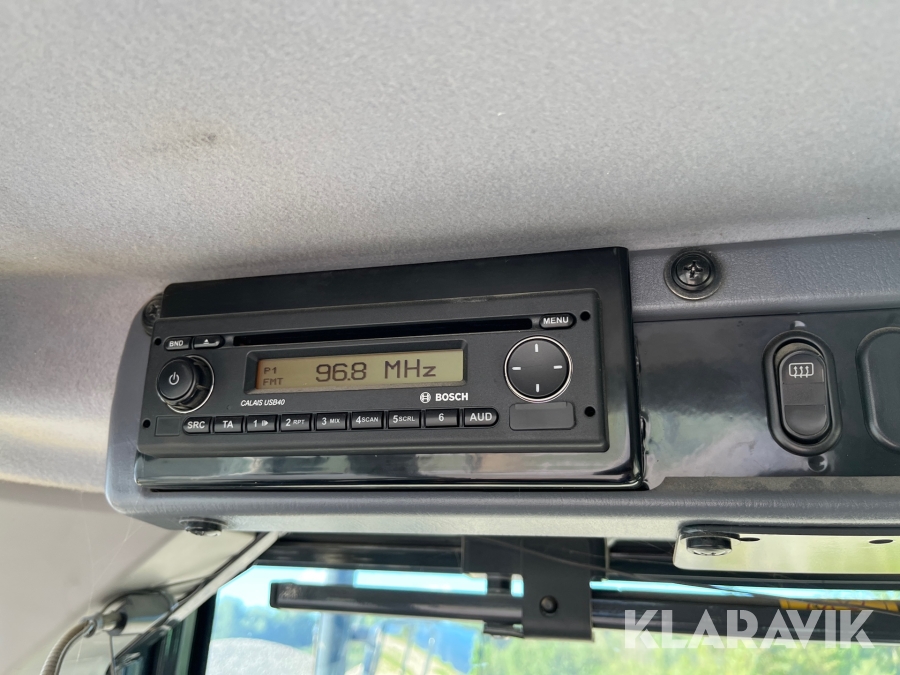 BND
MENU
P1
FMT
96.8 MHz
CALAIS USB40
BOSCH
SRC TA 1 2 RPT 3 MIX 4 SCAN 5 SCRL 6 AUD
KLARAVIK